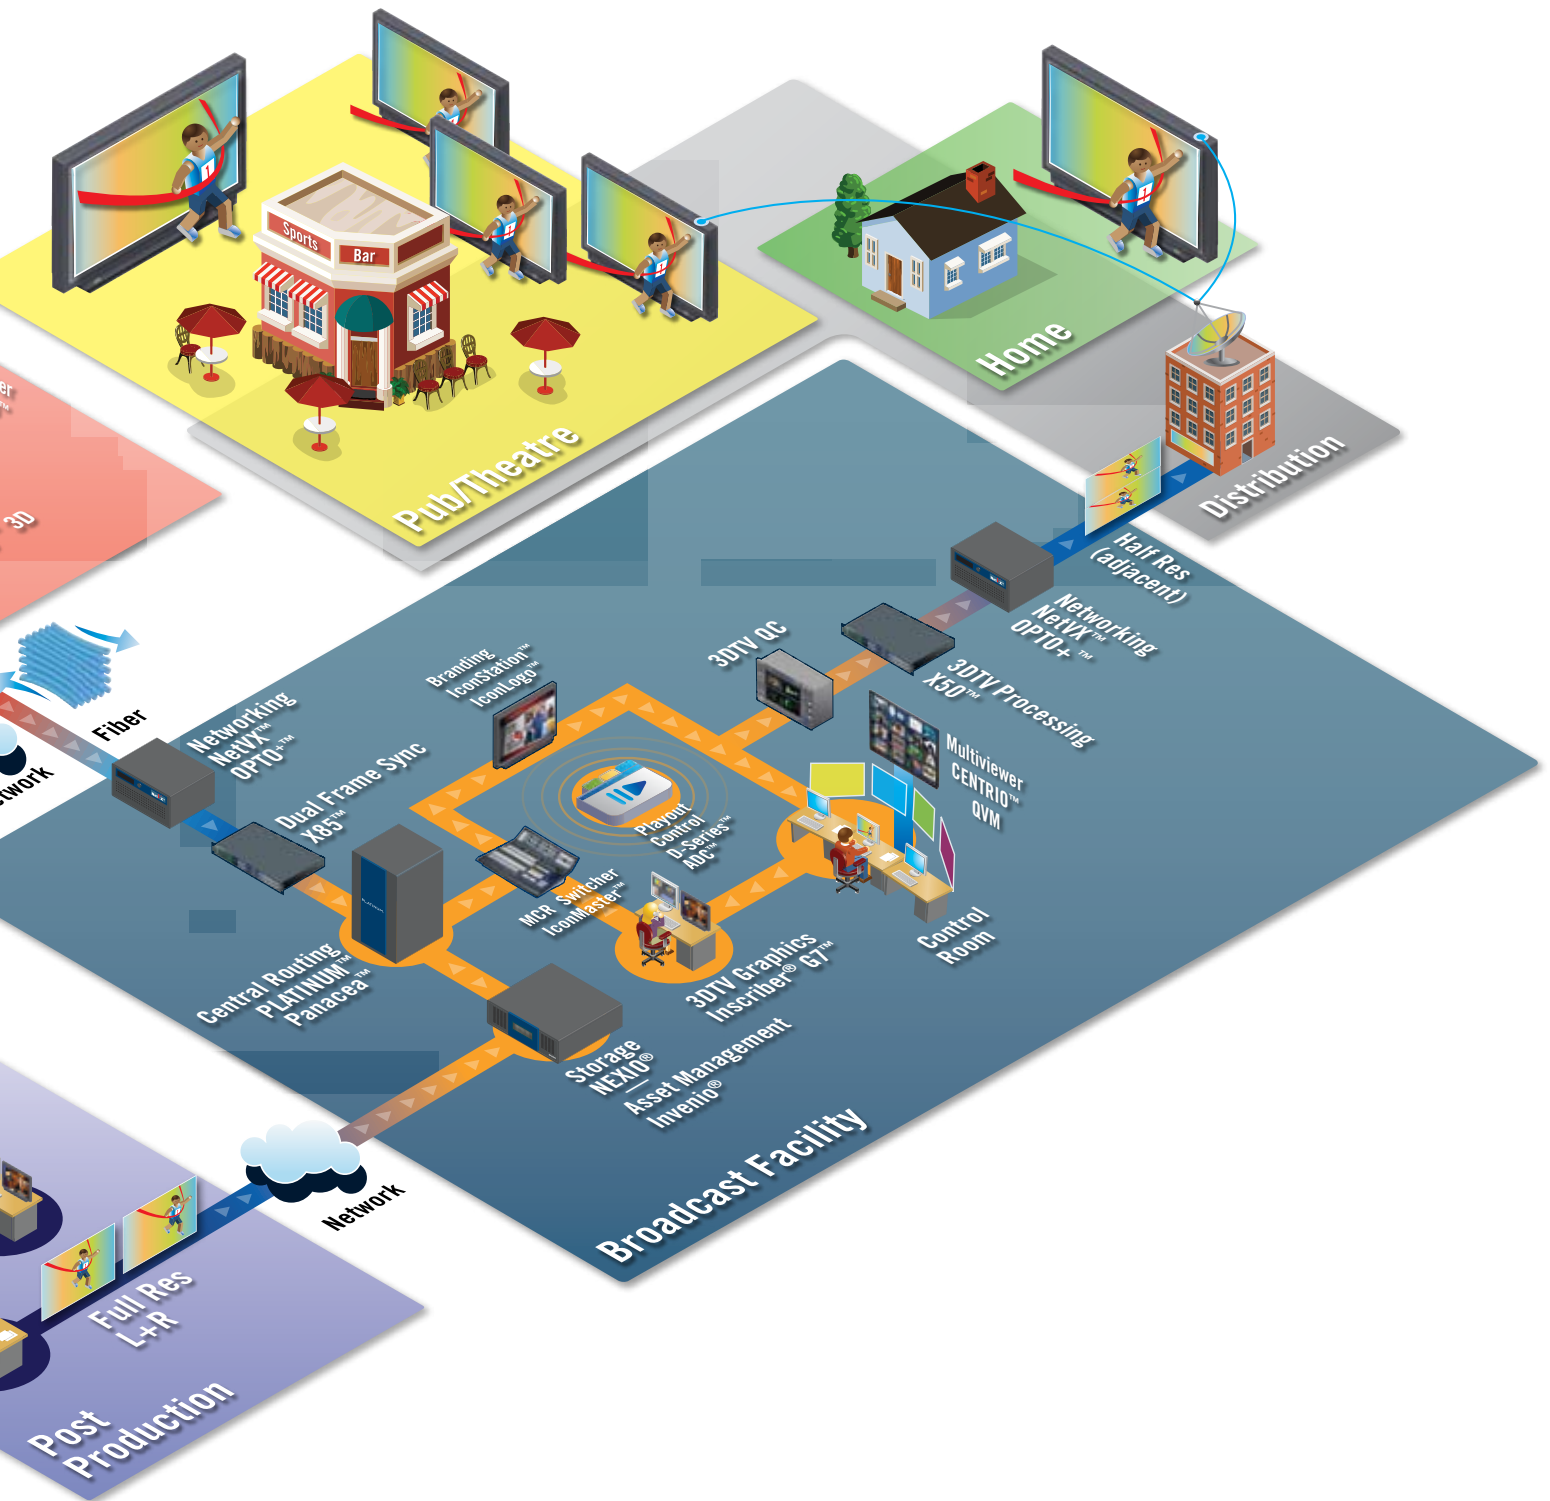 Sports
Bar
Pub/Theatre
Home
Distribution
Half Res
(adjacent)
Networking
NetVX™
OPTO+™
3DTV Processing
X50™
3DTV QC
Branding
IconStation™
IconLogo™
Multiviewer
CENTRIO™
QVM
Playout
Control
D-Series™
ADC™
MCR Switcher
IconMaster™
Control
Room
3DTV Graphics
Inscriber® G7™
Networking
NetVX™
OPTO+™
Dual Frame Sync
X85™
Central Routing
PLATINUM™
Panacea™
PLATINUM
Storage
NEXIO®
—
Asset Management
Invenio®
Broadcast Facility
3D
Fiber
Network
Full Res
L+R
Post
Production